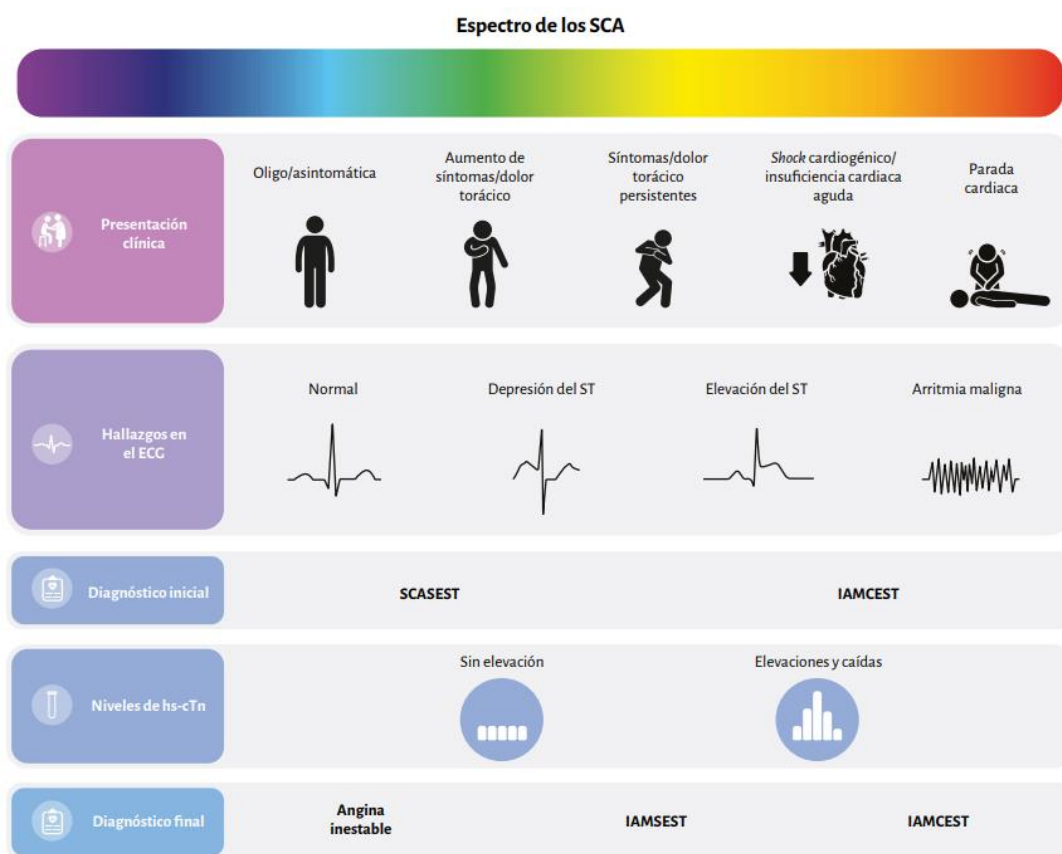 Espectro de los SCA
Presentación
clínica
Oligo/asintomática
Aumento de
síntomas/dolor
torácico
Síntomas/dolor
torácico
persistentes
Shock cardiogénico/
insuficiencia cardiaca
aguda
Parada
cardiaca
Hallazgos en
el ECG
Normal
Depresión del ST
Elevación del ST
Arritmia maligna
Diagnóstico inicial
SCASEST
IAMCEST
Niveles de hs-cTn
Sin elevación
Elevaciones y caídas
Diagnóstico final
Angina
inestable
IAMSEST
IAMCEST